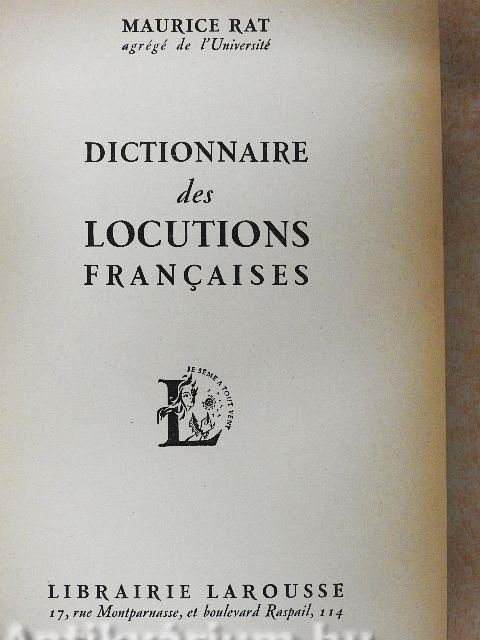 MAURICE RAT
agrégé de l'Université
DICTIONNAIRE
des
LOCUTIONS
FRANÇAISES
JE SÈME A TOUT VENT
L
LIBRAIRIE LAROUSSE
17, rue Montparnasse, et boulevard Raspail, 114